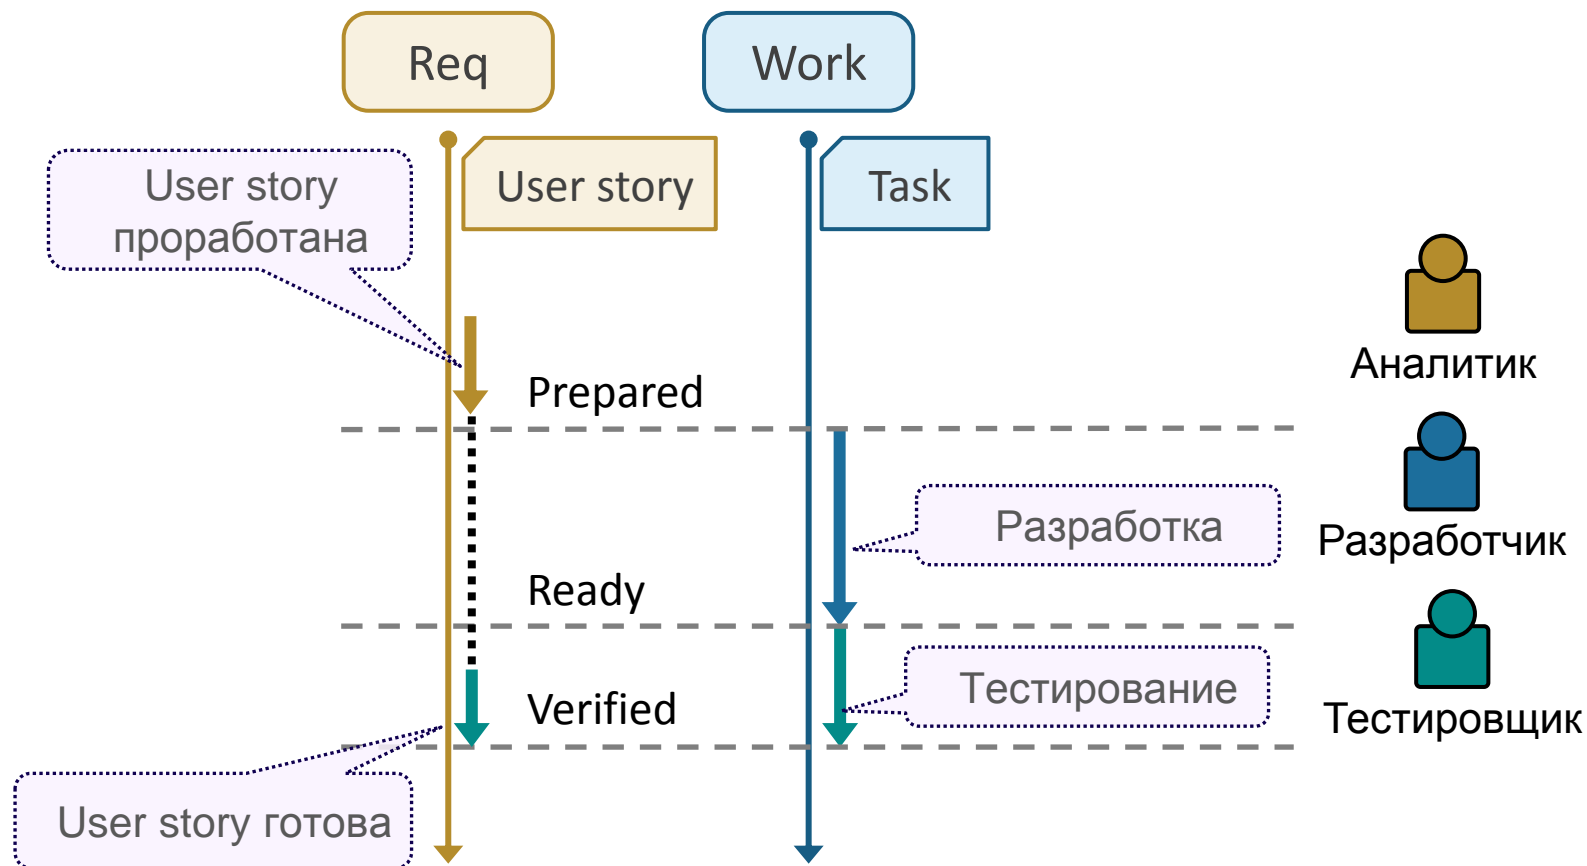 Req
Work
User story
проработана
User story
Task
Аналитик
Prepared
Разработка
Разработчик
Ready
Тестирование
Verified
Тестировщик
User story готова